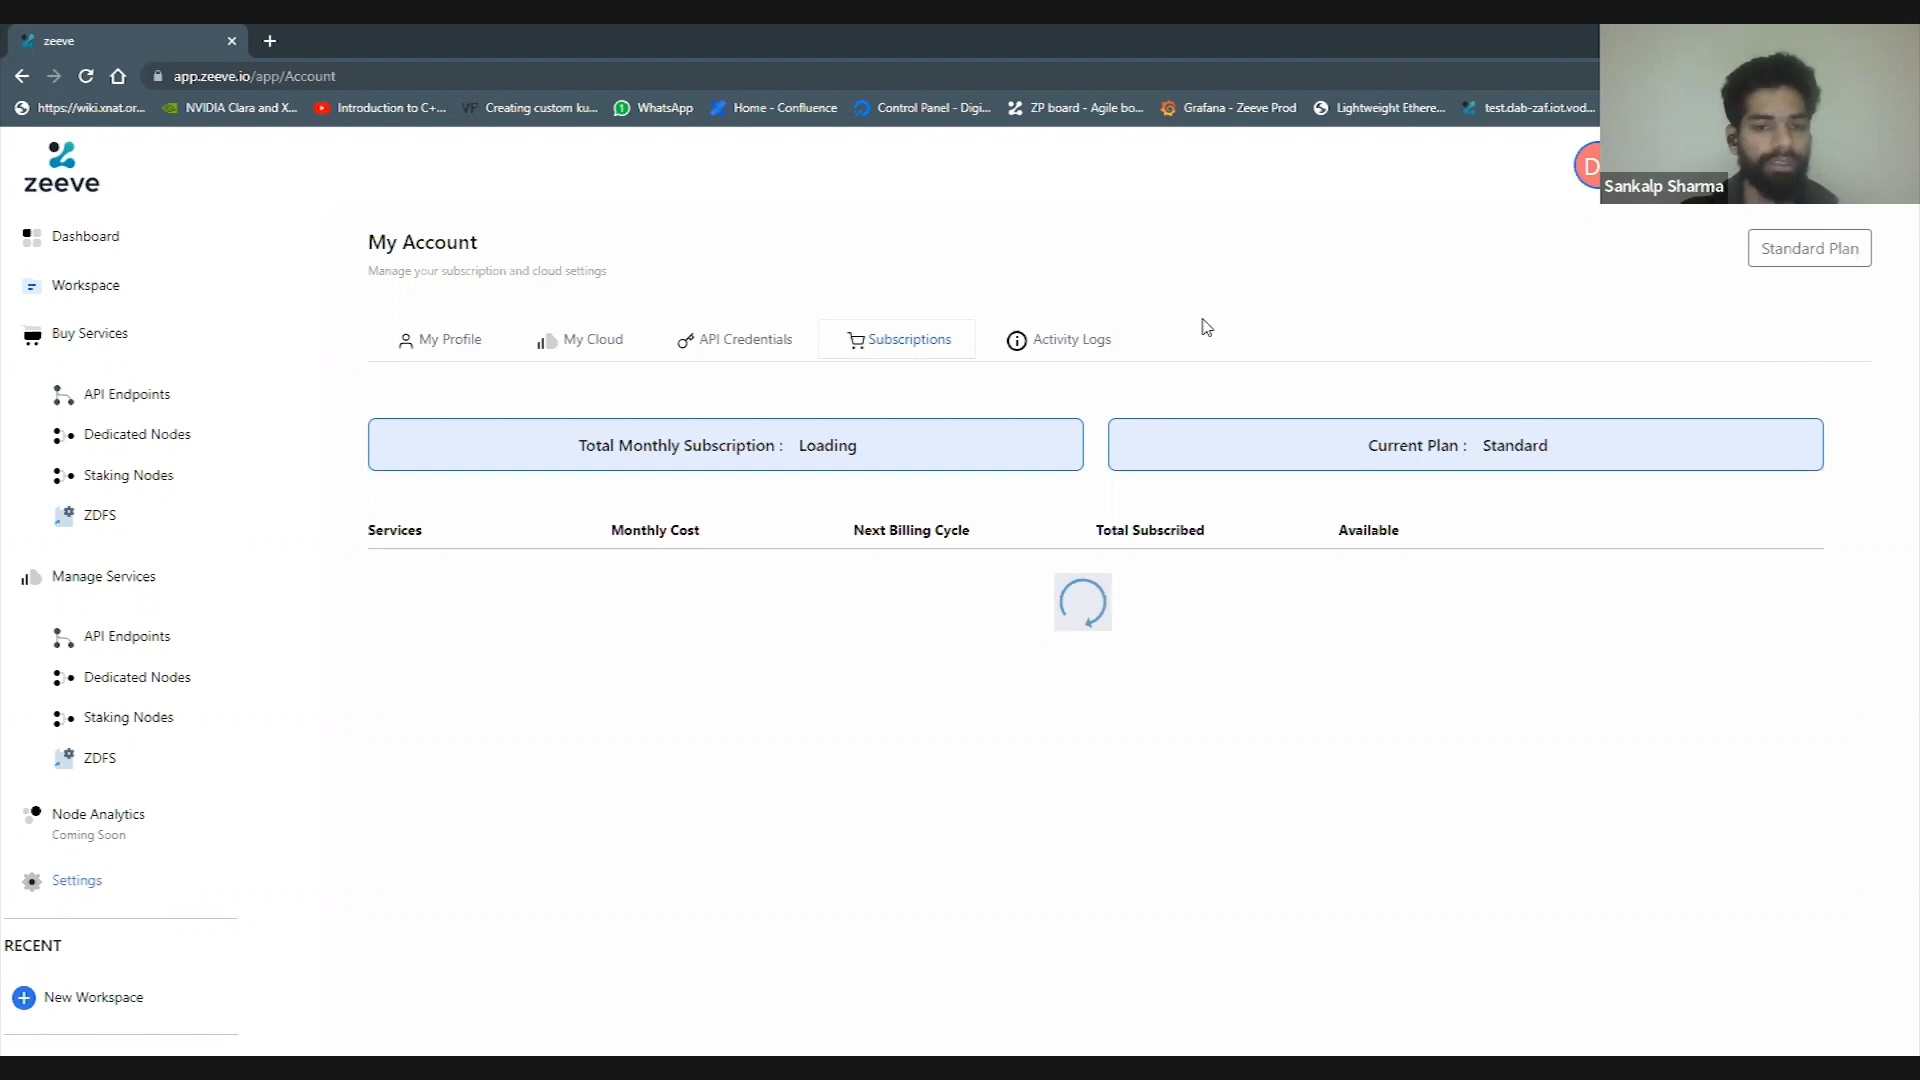 zeeve
app.zeeve.io/app/Account
https://wiki.xnat.or...
NVIDIA Clara and X...
Introduction to C+...
VF Creating custom ku...
WhatsApp
Home - Confluence
Control Panel - Digi...
ZP board - Agile bo...
Grafana - Zeeve Prod
Lightweight Ethere...
test.dab-zaf.iot.vod...
zeeve
D
Sankalp Sharma
Dashboard
Workspace
Buy Services
API Endpoints
Dedicated Nodes
Staking Nodes
ZDFS
Manage Services
API Endpoints
Dedicated Nodes
Staking Nodes
ZDFS
Node Analytics
Coming Soon
Settings
RECENT
New Workspace
My Account
Manage your subscription and cloud settings
Standard Plan
My Profile
My Cloud
API Credentials
Subscriptions
Activity Logs
Total Monthly Subscription : Loading
Current Plan : Standard
Services Monthly Cost Next Billing Cycle Total Subscribed Available